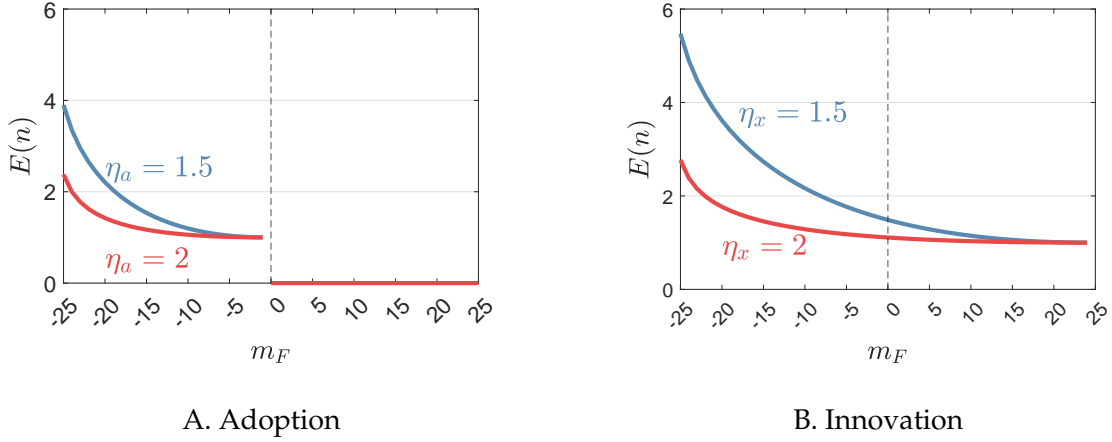 6
4
2
0
E(n)
η_a = 1.5
η_a = 2
-25 -20 -15 -10 -5 0 5 10 15 20 25
m_F
A. Adoption
6
4
2
0
E(n)
η_x = 1.5
η_x = 2
-25 -20 -15 -10 -5 0 5 10 15 20 25
m_F
B. Innovation